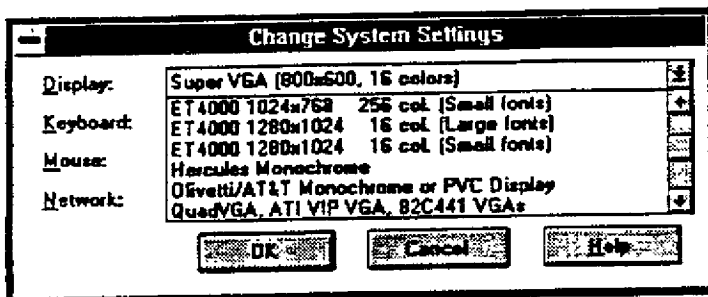 Change System Settings
Display:
Super VGA (800x600, 16 colors)
ET4000 1024x768 256 col. (Small fonts)
Keyboard:
ET4000 1280x1024 16 col. (Large fonts)
ET4000 1280x1024 16 col. (Small fonts)
Mouse:
Hercules Monochrome
Olivetti/AT&T Monochrome or PVC Display
Network:
QuadVGA, ATI VIP VGA, 82C441 VGAs
OK Cancel Help